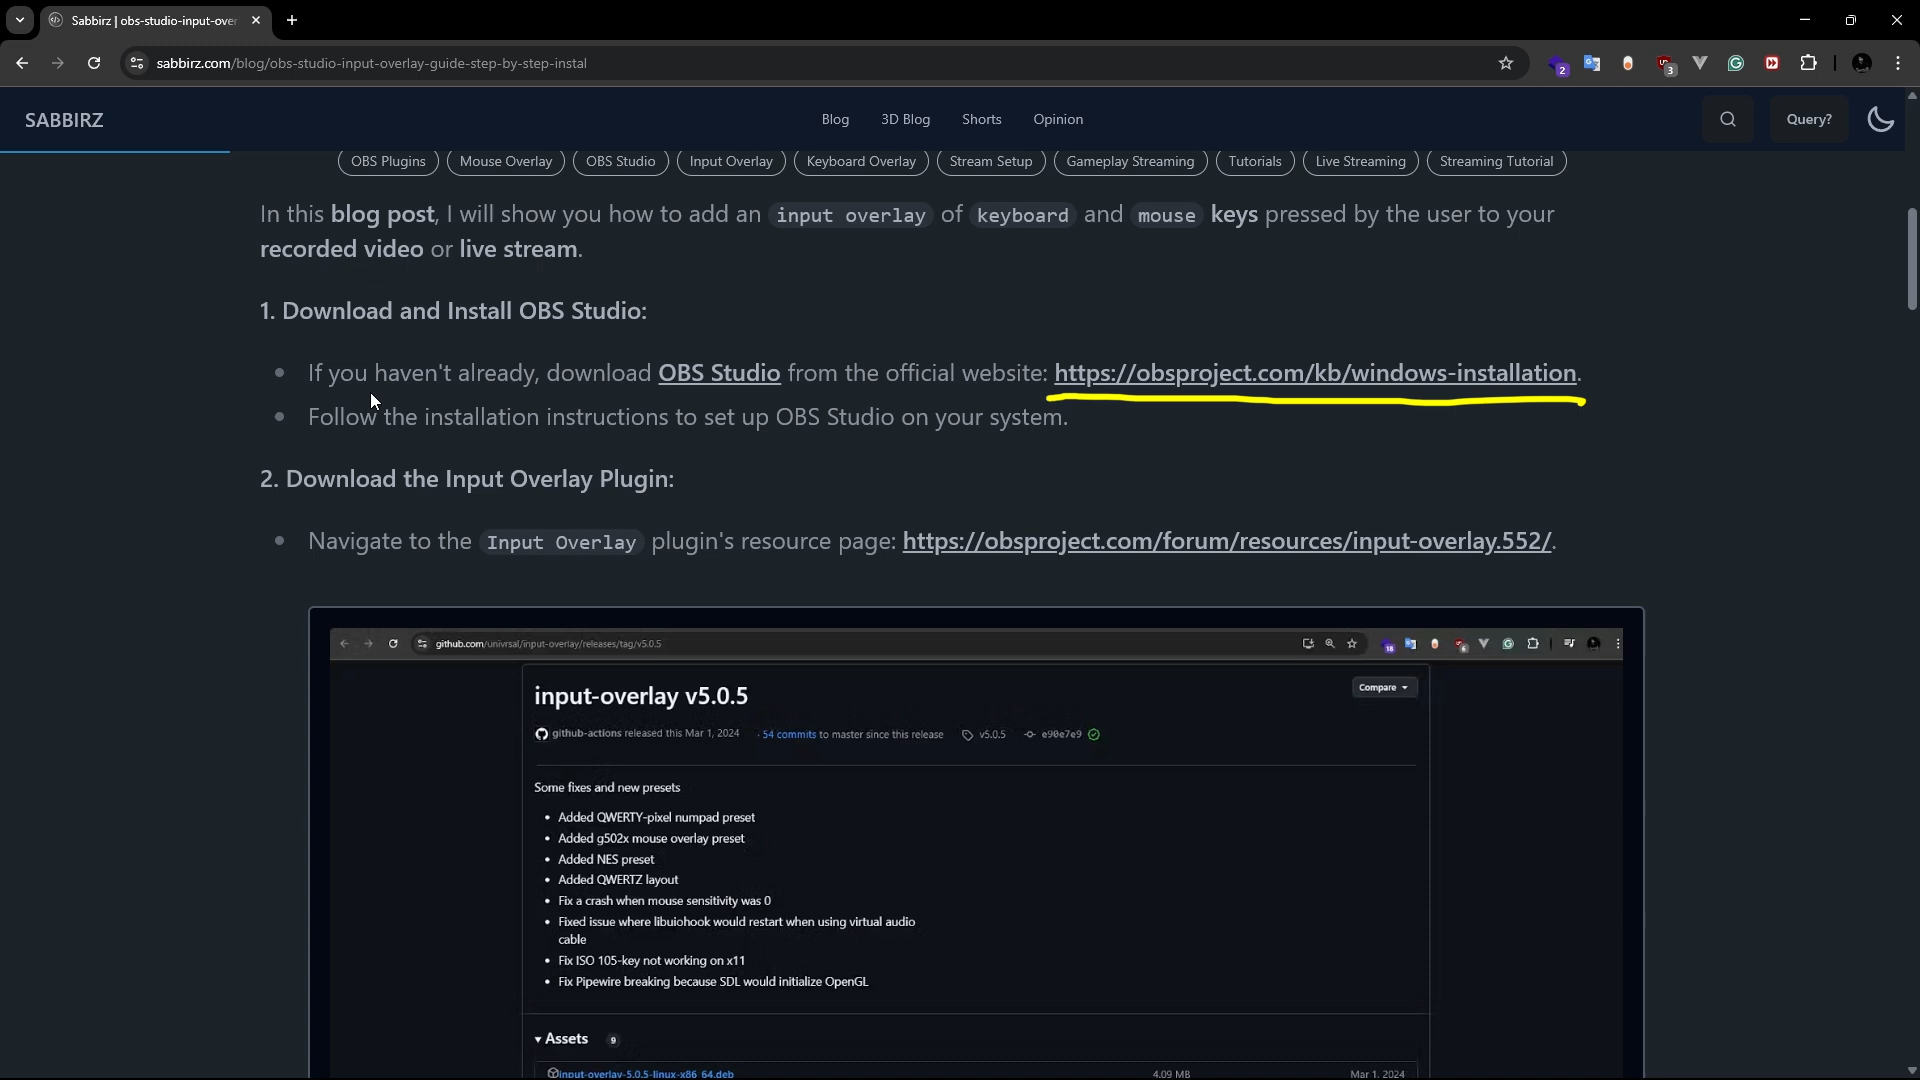 Sabbirz | obs-studio-input-over
sabbirz.com/blog/obs-studio-input-overlay-guide-step-by-step-instal
2
3
SABBIRZ
Blog
3D Blog
Shorts
Opinion
Query?
OBS Plugins
Mouse Overlay
OBS Studio
Input Overlay
Keyboard Overlay
Stream Setup
Gameplay Streaming
Tutorials
Live Streaming
Streaming Tutorial
In this blog post, I will show you how to add an input overlay of keyboard and mouse keys pressed by the user to your
recorded video or live stream.
1. Download and Install OBS Studio:
• If you haven't already, download OBS Studio from the official website: https://obsproject.com/kb/windows-installation.
• Follow the installation instructions to set up OBS Studio on your system.
2. Download the Input Overlay Plugin:
• Navigate to the Input Overlay plugin's resource page: https://obsproject.com/forum/resources/input-overlay.552/.
github.com/univrsal/input-overlay/releases/tag/v5.0.5
18
6
input-overlay v5.0.5
Compare
github-actions released this Mar 1, 2024 · 54 commits to master since this release v5.0.5 e90e7e9
Some fixes and new presets
• Added QWERTY-pixel numpad preset
• Added g502x mouse overlay preset
• Added NES preset
• Added QWERTZ layout
• Fix a crash when mouse sensitivity was 0
• Fixed issue where libuiohook would restart when using virtual audio
cable
• Fix ISO 105-key not working on x11
• Fix Pipewire breaking because SDL would initialize OpenGL
Assets 9
input-overlay-5.0.5-linux-x86_64.deb 4.09 MB Mar 1, 2024